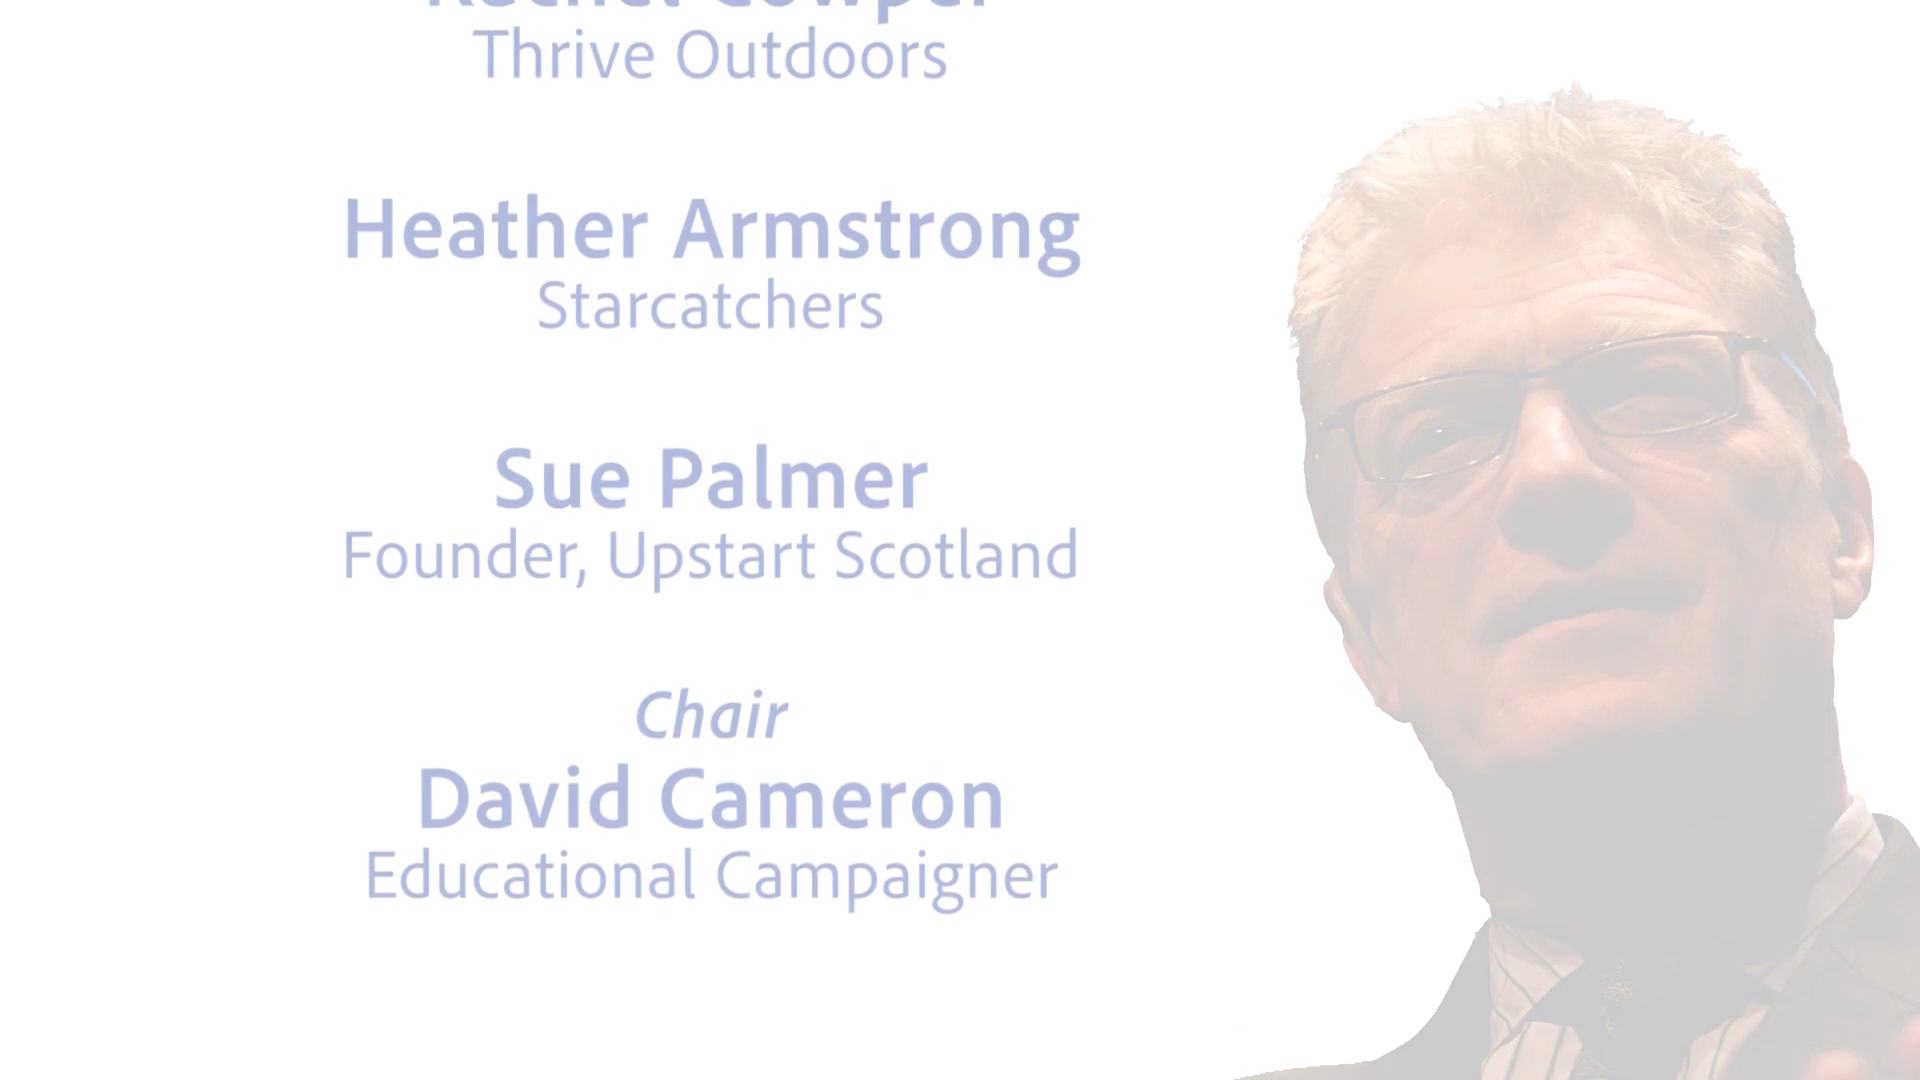 Thrive Outdoors
Heather Armstrong
Starcatchers
Sue Palmer
Founder, Upstart Scotland
Chair
David Cameron
Educational Campaigner